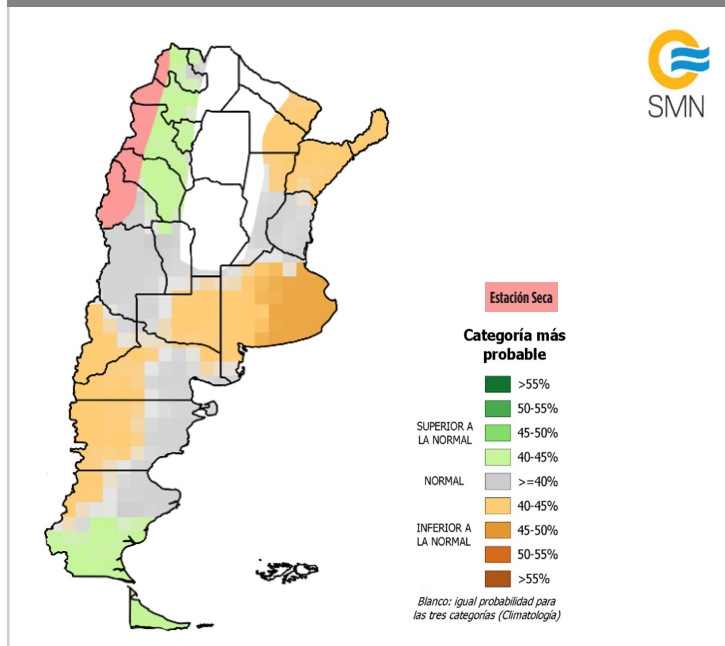 SMN
Estación Seca
Categoría más
probable
>55%
50-55%
SUPERIOR A
LA NORMAL
45-50%
40-45%
NORMAL
>=40%
40-45%
INFERIOR A
LA NORMAL
45-50%
50-55%
>55%
Blanco: igual probabilidad para
las tres categorías (Climatología)